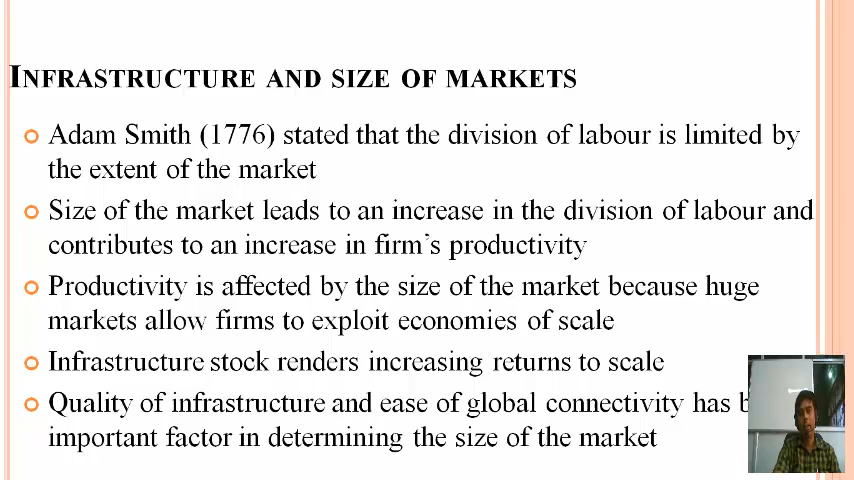 INFRASTRUCTURE AND SIZE OF MARKETS
Adam Smith (1776) stated that the division of labour is limited by
the extent of the market
Size of the market leads to an increase in the division of labour and
contributes to an increase in firm's productivity
Productivity is affected by the size of the market because huge
markets allow firms to exploit economies of scale
Infrastructure stock renders increasing returns to scale
Quality of infrastructure and ease of global connectivity has
important factor in determining the size of the market